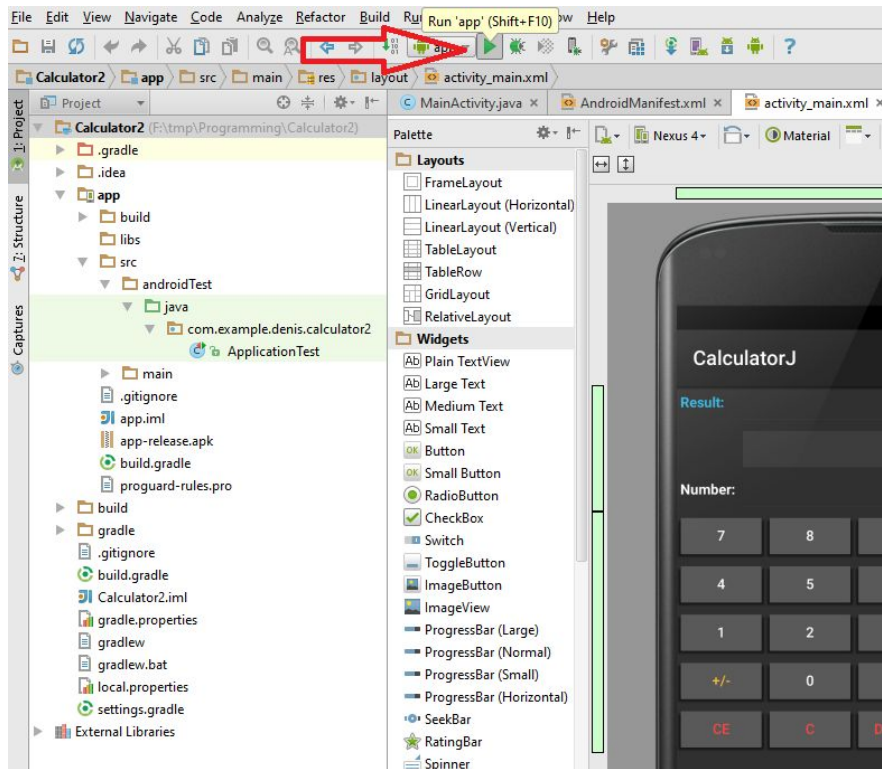 File Edit View Navigate Code Analyze Refactor Build Help
Run 'app' (Shift+F10)
Calculator2 app src main res layout activity_main.xml
Project
MainActivity.java AndroidManifest.xml activity_main.xml
1: Project
7: Structure
Captures
Calculator2 (F:\tmp\Programming\Calculator2)
.gradle
.idea
app
build
libs
src
androidTest
java
com.example.denis.calculator2
ApplicationTest
main
.gitignore
app.iml
app-release.apk
build.gradle
proguard-rules.pro
build
gradle
.gitignore
build.gradle
Calculator2.iml
gradle.properties
gradlew
gradlew.bat
local.properties
settings.gradle
External Libraries
Palette
Layouts
FrameLayout
LinearLayout (Horizontal)
LinearLayout (Vertical)
TableLayout
TableRow
GridLayout
RelativeLayout
Widgets
Ab Plain TextView
Ab Large Text
Ab Medium Text
Ab Small Text
OK Button
OK Small Button
RadioButton
CheckBox
Switch
ToggleButton
ImageButton
ImageView
ProgressBar (Large)
ProgressBar (Normal)
ProgressBar (Small)
ProgressBar (Horizontal)
SeekBar
RatingBar
Spinner
Nexus 4 Material
CalculatorJ
Result:
Number:
7 8
4 5
1 2
+/- 0
CE C